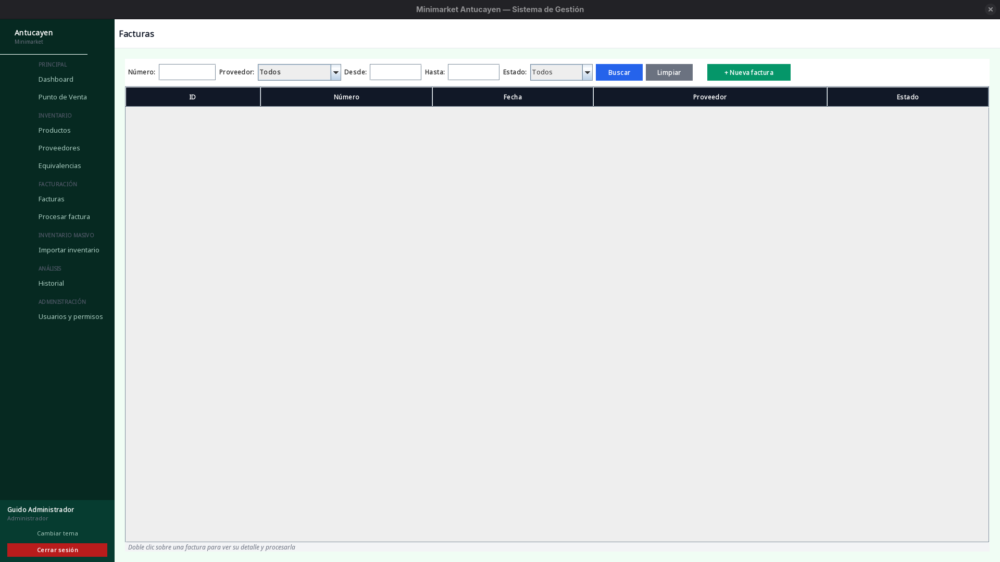 Minimarket Antucayen — Sistema de Gestión
Antucayen
Minimarket
PRINCIPAL
Dashboard
Punto de Venta
INVENTARIO
Productos
Proveedores
Equivalencias
FACTURACIÓN
Facturas
Procesar factura
INVENTARIO MASIVO
Importar inventario
ANÁLISIS
Historial
ADMINISTRACIÓN
Usuarios y permisos
Guido Administrador
Administrador
Cambiar tema
Cerrar sesión
Facturas
Número: Proveedor: Todos Desde: Hasta: Estado: Todos Buscar Limpiar + Nueva factura
ID Número Fecha Proveedor Estado
Doble clic sobre una factura para ver su detalle y procesarla